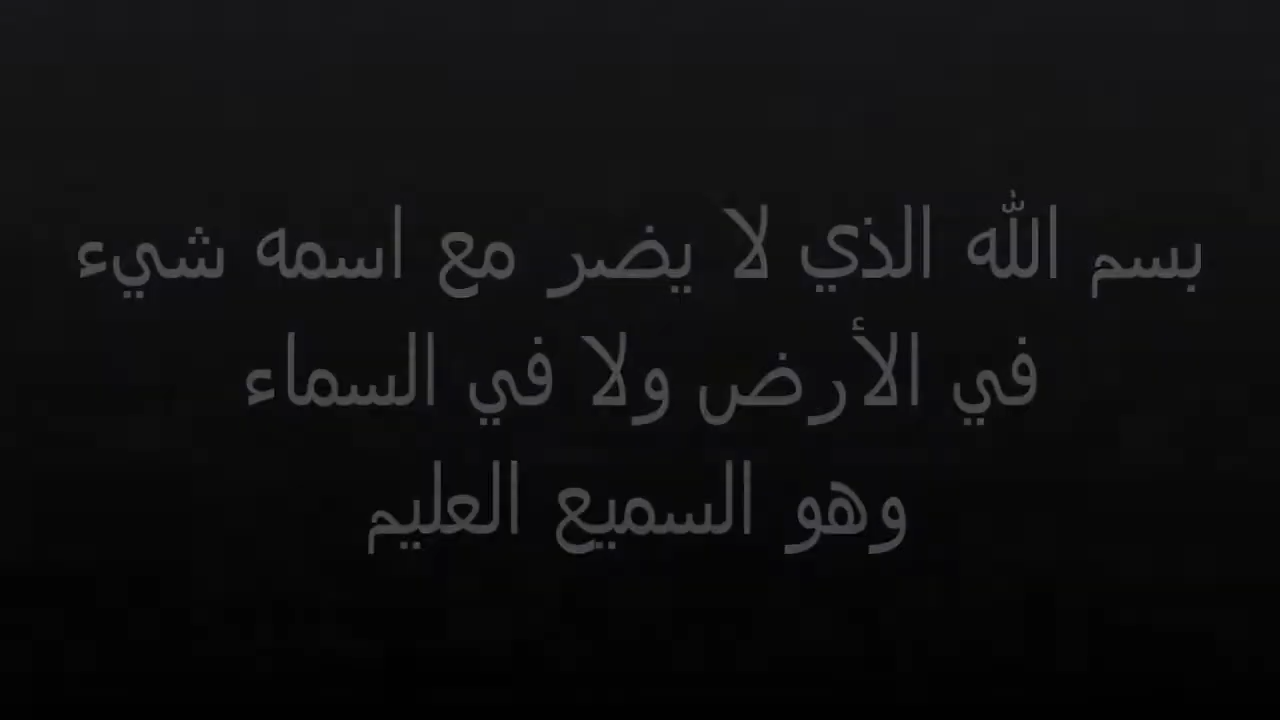 بسم الله الذي لا يضر مع اسمه شيء
في الأرض ولا في السماء
وهو السميع العليم